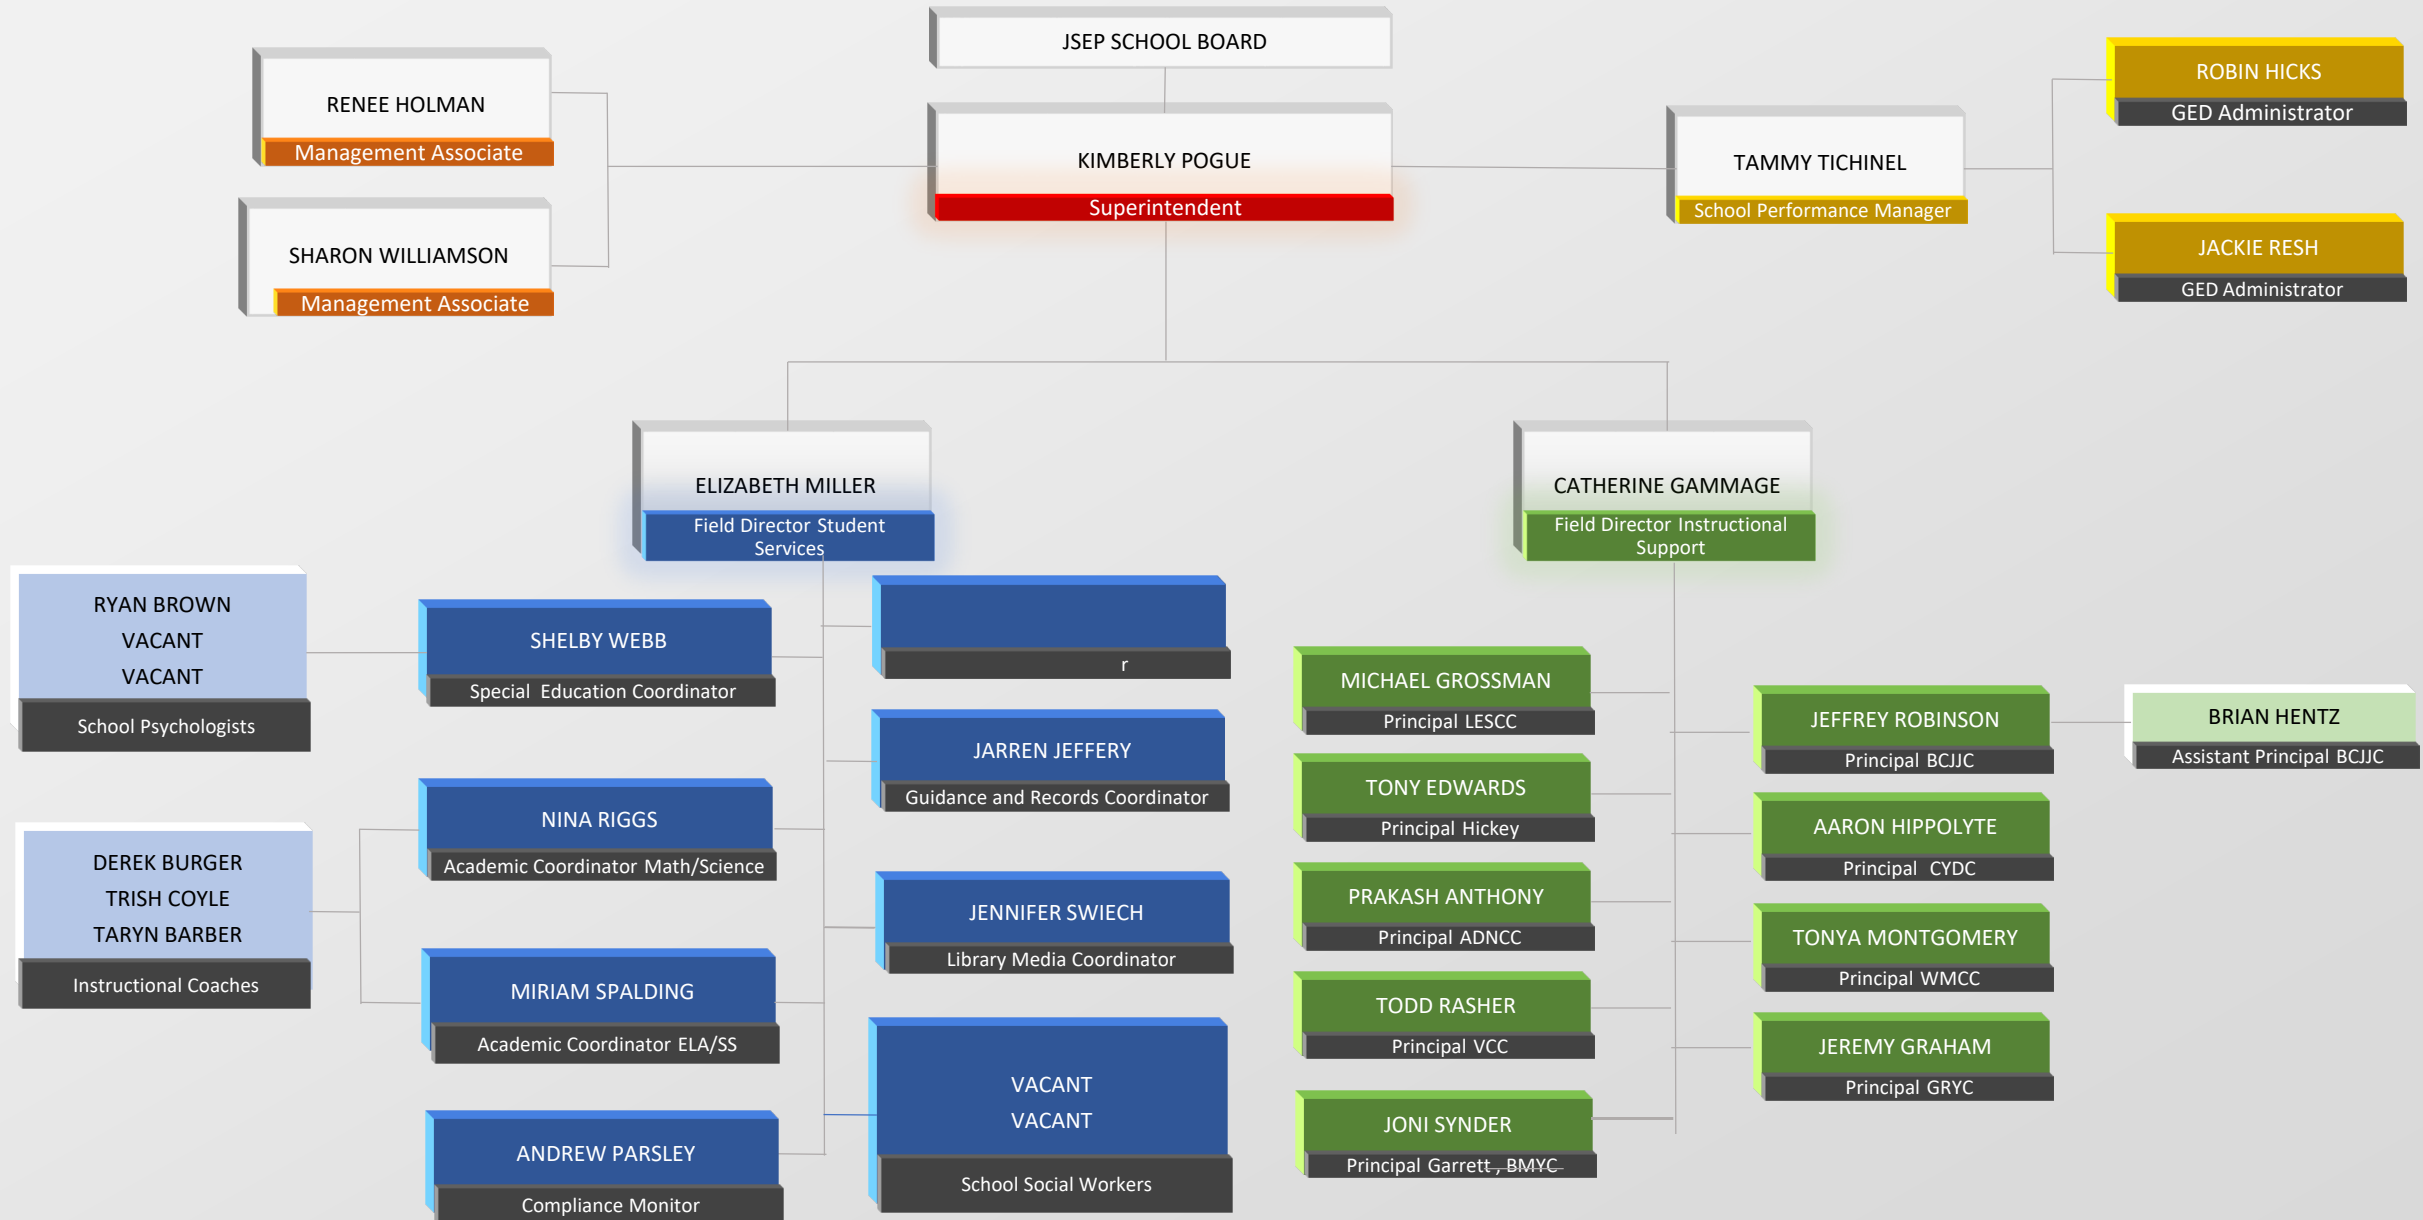 JSEP SCHOOL BOARD
RENEE HOLMAN
Management Associate
KIMBERLY POGUE
Superintendent
TAMMY TICHINEL
School Performance Manager
ROBIN HICKS
GED Administrator
SHARON WILLIAMSON
Management Associate
JACKIE RESH
GED Administrator
ELIZABETH MILLER
Field Director Student
Services
CATHERINE GAMMAGE
Field Director Instructional
Support
RYAN BROWN
VACANT
VACANT
School Psychologists
SHELBY WEBB
Special Education Coordinator
r
JARREN JEFFERY
Guidance and Records Coordinator
DEREK BURGER
TRISH COYLE
TARYN BARBER
Instructional Coaches
NINA RIGGS
Academic Coordinator Math/Science
JENNIFER SWIECH
Library Media Coordinator
MIRIAM SPALDING
Academic Coordinator ELA/SS
VACANT
VACANT
School Social Workers
ANDREW PARSLEY
Compliance Monitor
MICHAEL GROSSMAN
Principal LESCC
JEFFREY ROBINSON
Principal BCJJC
BRIAN HENTZ
Assistant Principal BCJJC
TONY EDWARDS
Principal Hickey
AARON HIPPOLYTE
Principal CYDC
PRAKASH ANTHONY
Principal ADNCC
TONYA MONTGOMERY
Principal WMCC
TODD RASHER
Principal VCC
JEREMY GRAHAM
Principal GRYC
JONI SYNDER
Principal Garrett, BMYC